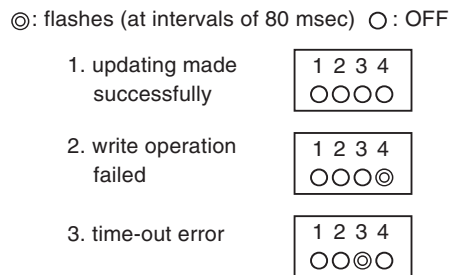 ◎: flashes (at intervals of 80 msec) ○: OFF
1. updating made
successfully
1 2 3 4
○○○○
2. write operation
failed
1 2 3 4
○○○◎
3. time-out error
1 2 3 4
○○◎○